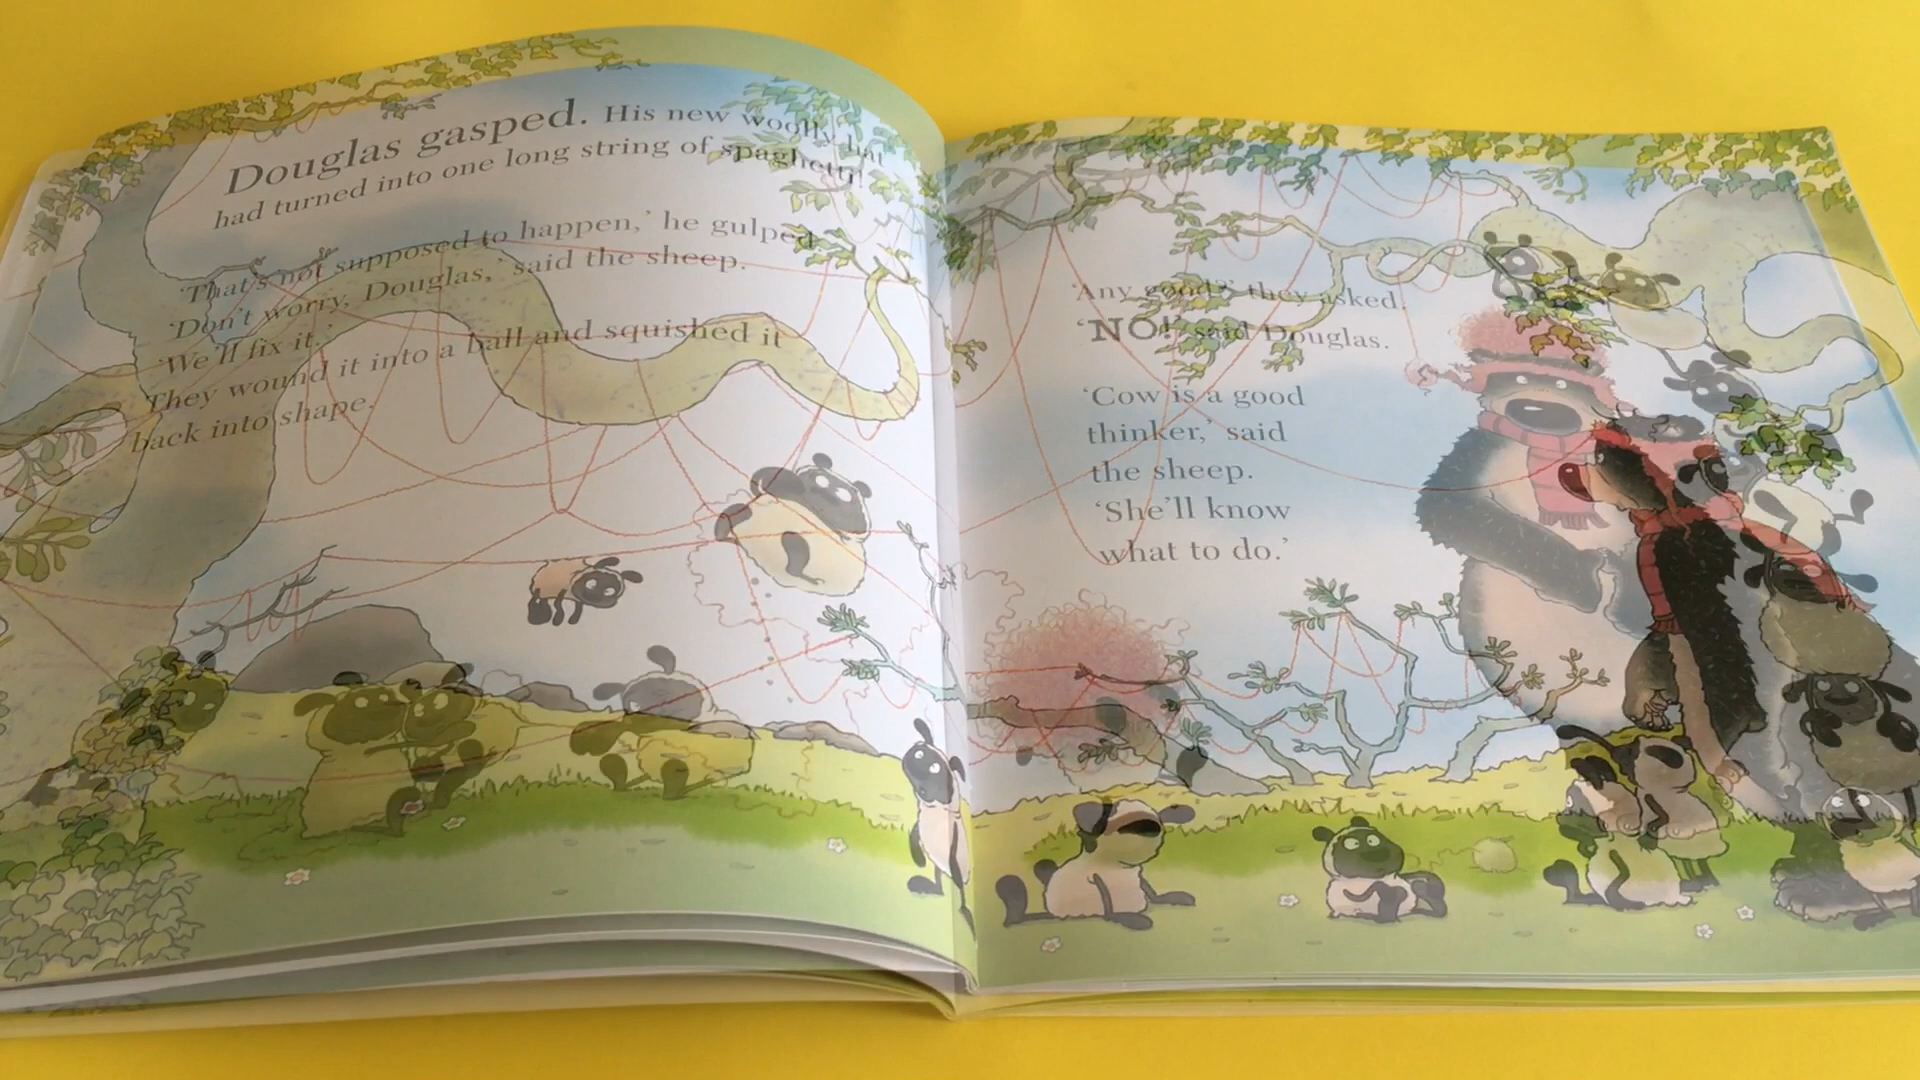 Douglas gasped. His new woolly hat
had turned into one long string of spaghetti!
'That's not supposed to happen,' he gulped.
'Don't worry, Douglas,' said the sheep.
'We'll fix it.'
They wound it into a ball and squished it
back into shape.
'Any good?' they asked.
'NO!' said Douglas.
'Cow is a good
thinker,' said
the sheep.
'She'll know
what to do.'